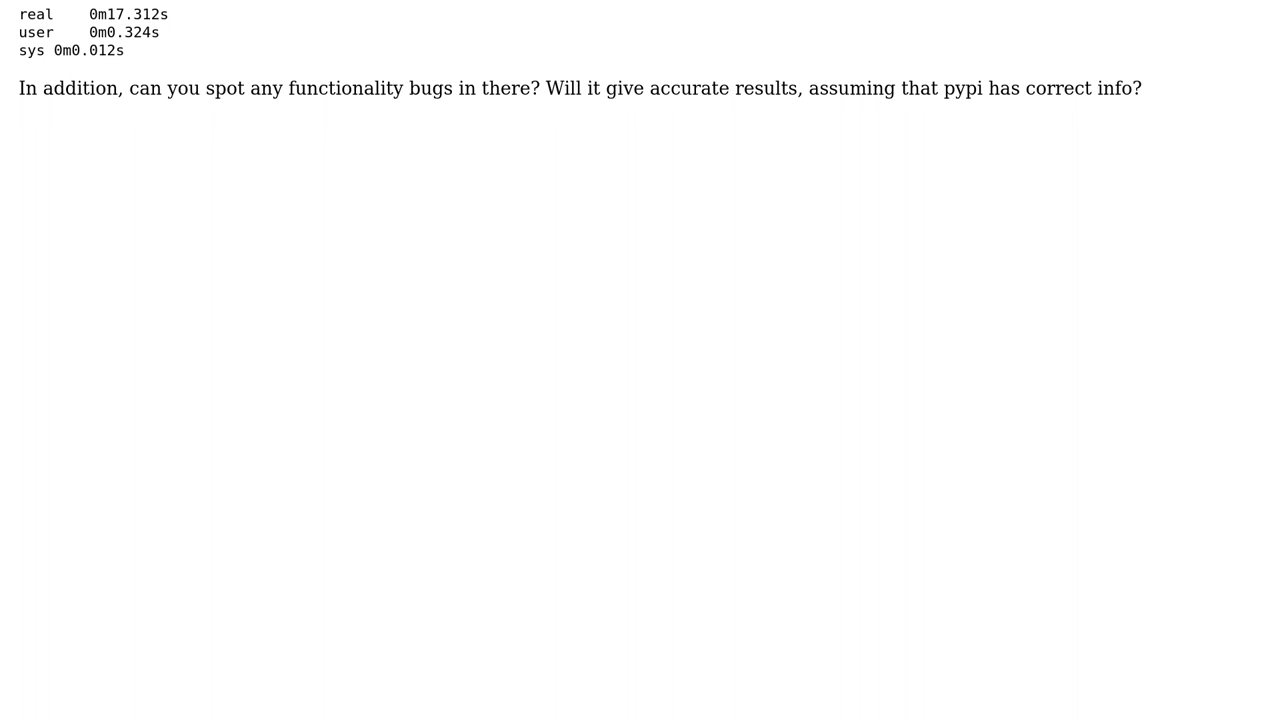 real    0m17.312s
user    0m0.324s
sys 0m0.012s
In addition, can you spot any functionality bugs in there? Will it give accurate results, assuming that pypi has correct info?